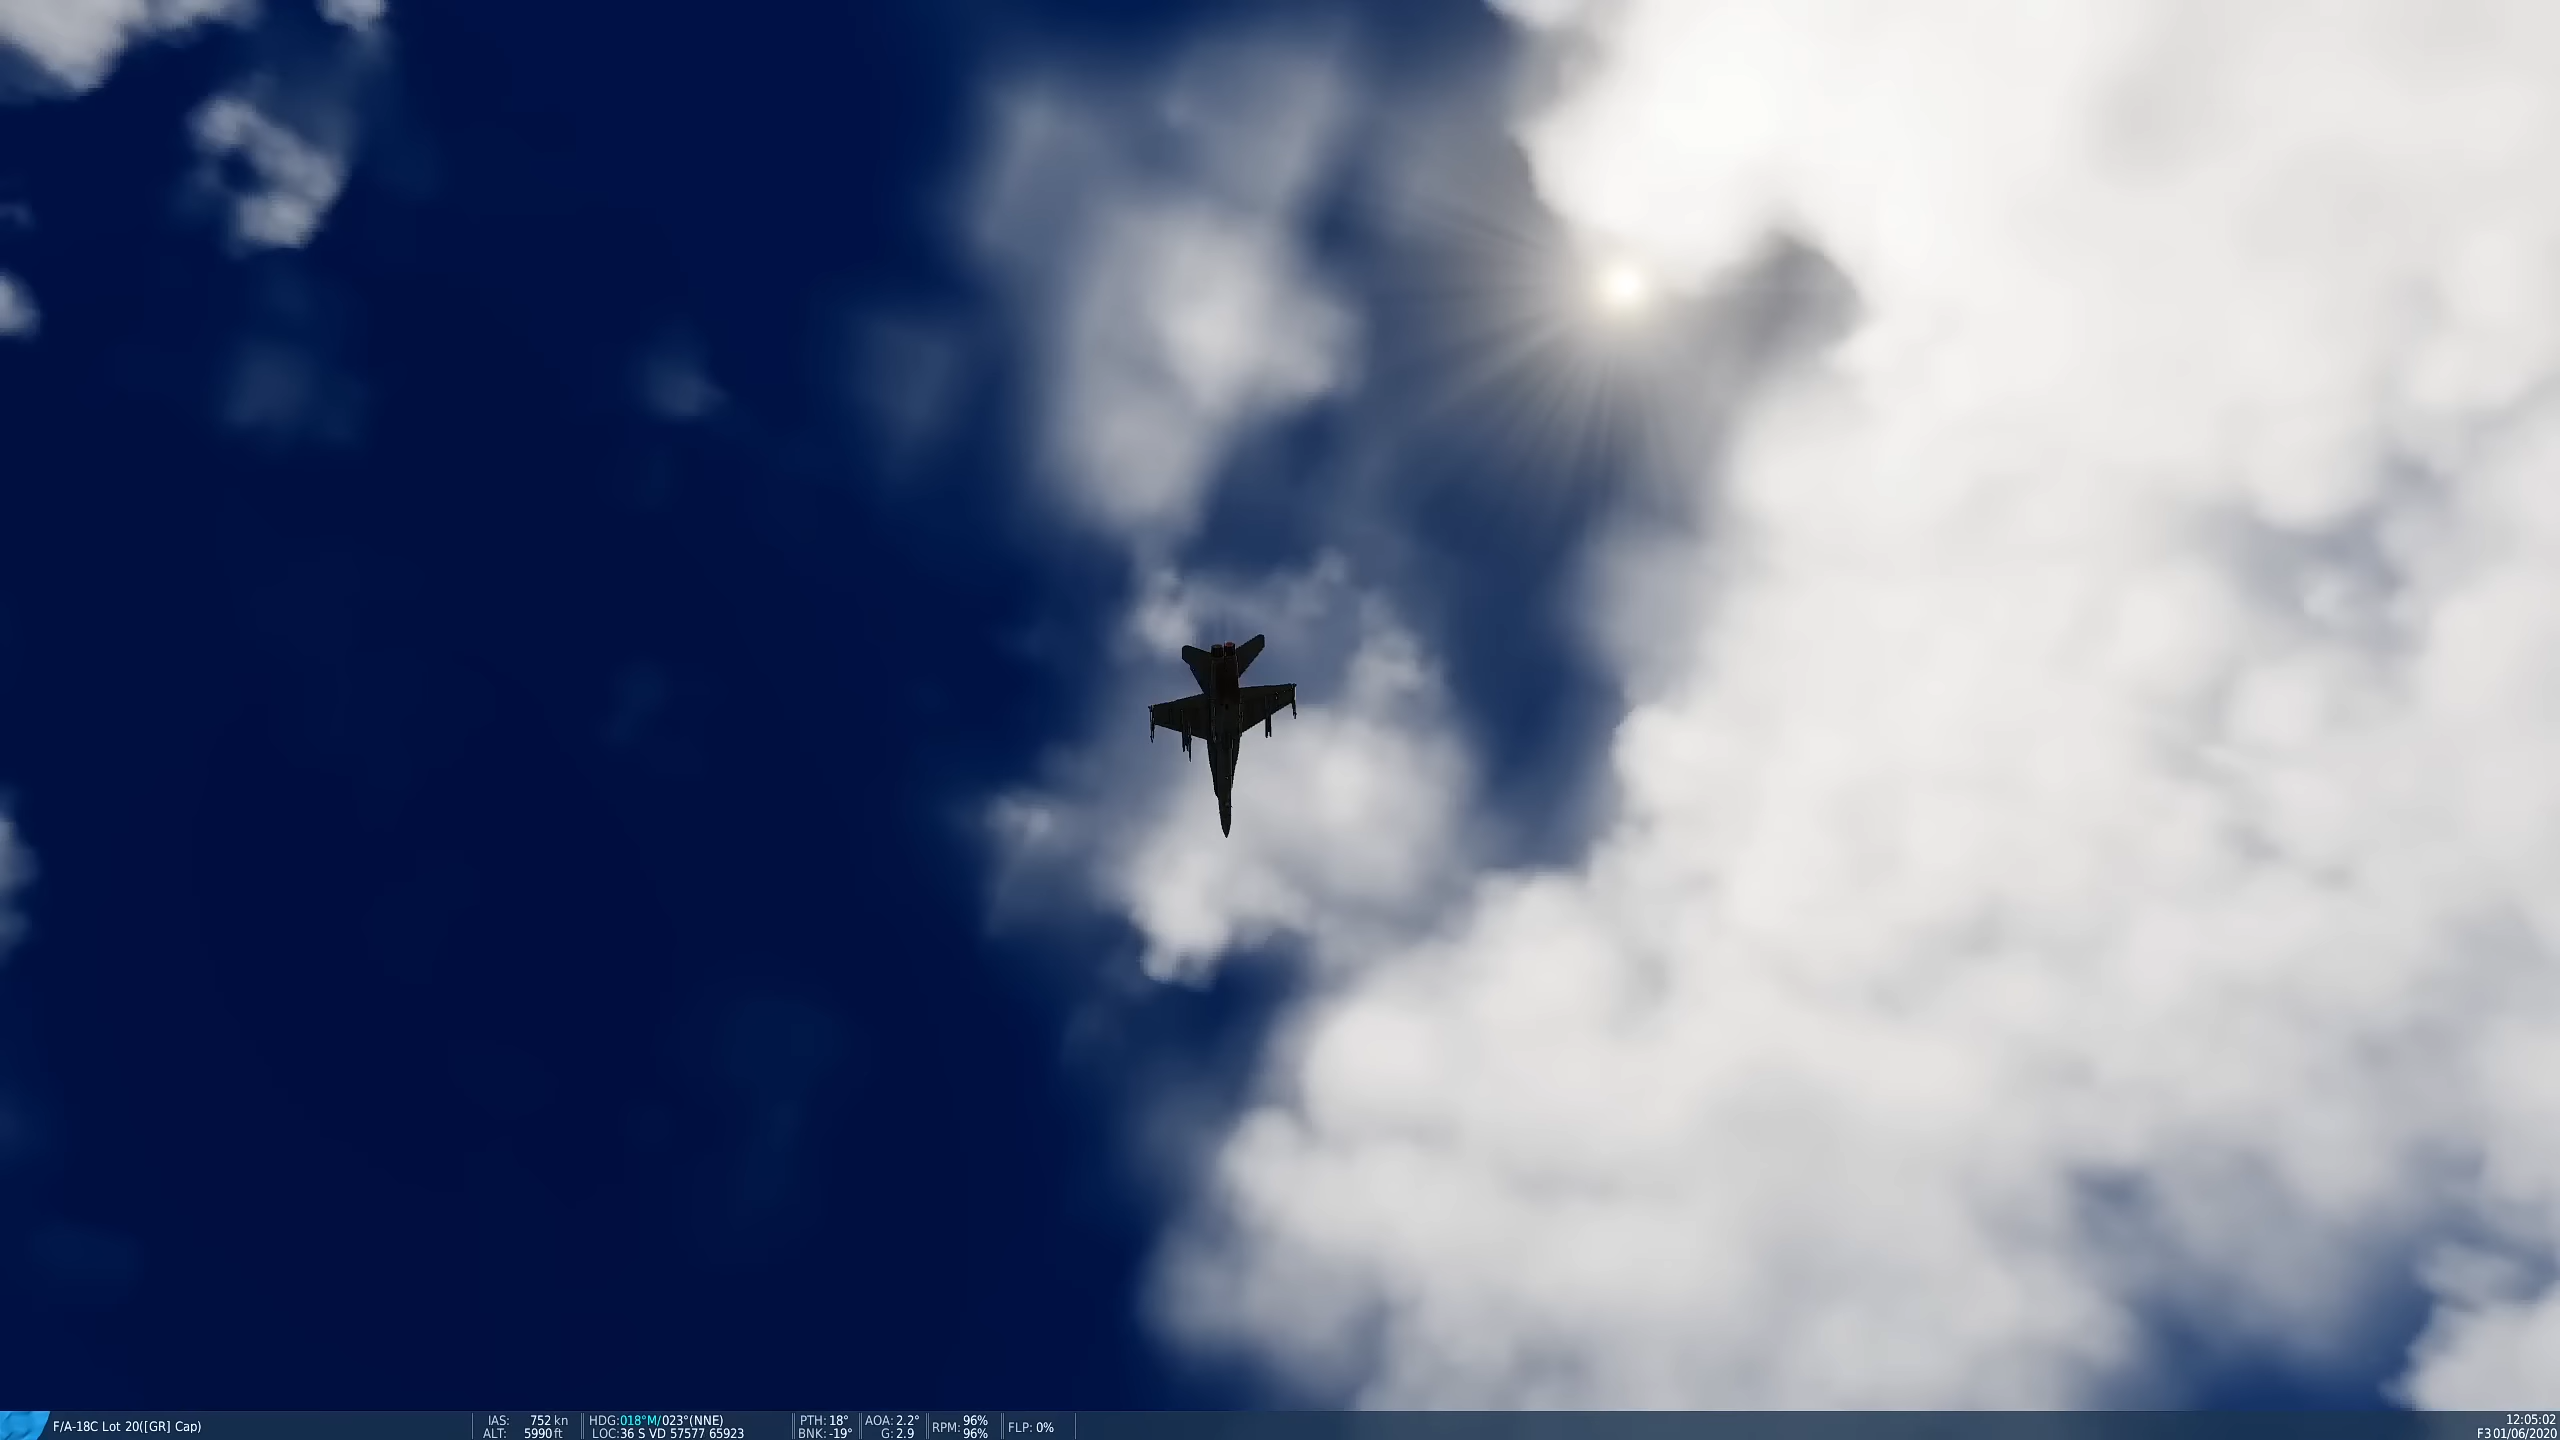 F/A-18C Lot 20([GR] Cap)
IAS: 752 kn
ALT: 5990 ft
HDG:018°M/023°(NNE)
LOC:36 S VD 57577 65923
PTH: 18°
BNK: -19°
AOA: 2.2°
G: 2.9
RPM: 96%
96%
FLP: 0%
12:05:02
F3 01/06/2020